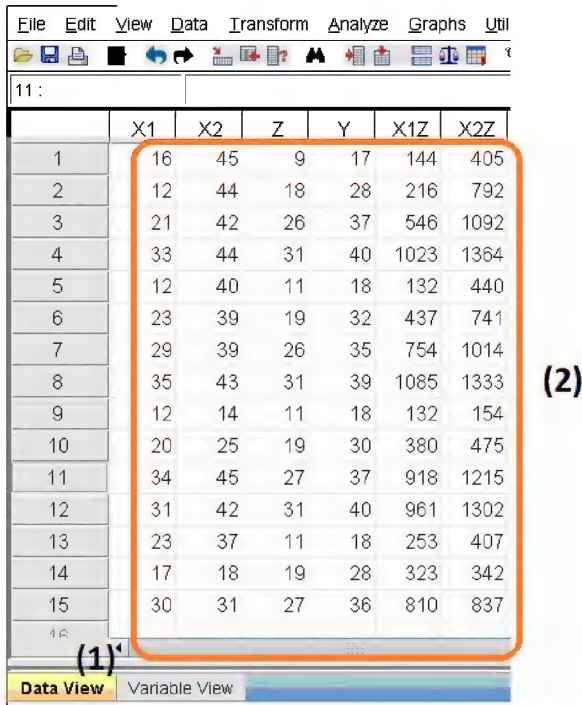 File Edit View Data Transform Analyze Graphs Util
11 :
X1 X2 Z Y X1Z X2Z
1 16 45 9 17 144 405
2 12 44 18 28 216 792
3 21 42 26 37 546 1092
4 33 44 31 40 1023 1364
5 12 40 11 18 132 440
6 23 39 19 32 437 741
7 29 39 26 35 754 1014
8 35 43 31 39 1085 1333
(2)
9 12 14 11 18 132 154
10 20 25 19 30 380 475
11 34 45 27 37 918 1215
12 31 42 31 40 961 1302
13 23 37 11 18 253 407
14 17 18 19 28 323 342
15 30 31 27 36 810 837
16
(1)
Data View Variable View